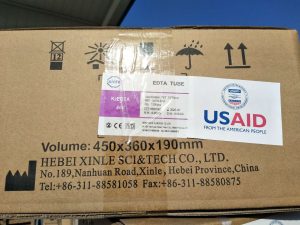 EDTA TUBE
K2EDTA
CE
USAID
FROM THE AMERICAN PEOPLE
Volume: 450x360x190mm
HEBEI XINLE SCI&TECH CO., LTD.
No.189,Nanhuan Road,Xinle, Hebei Province,China
Tel:+86-311-88581058 Fax:+86-311-88580875